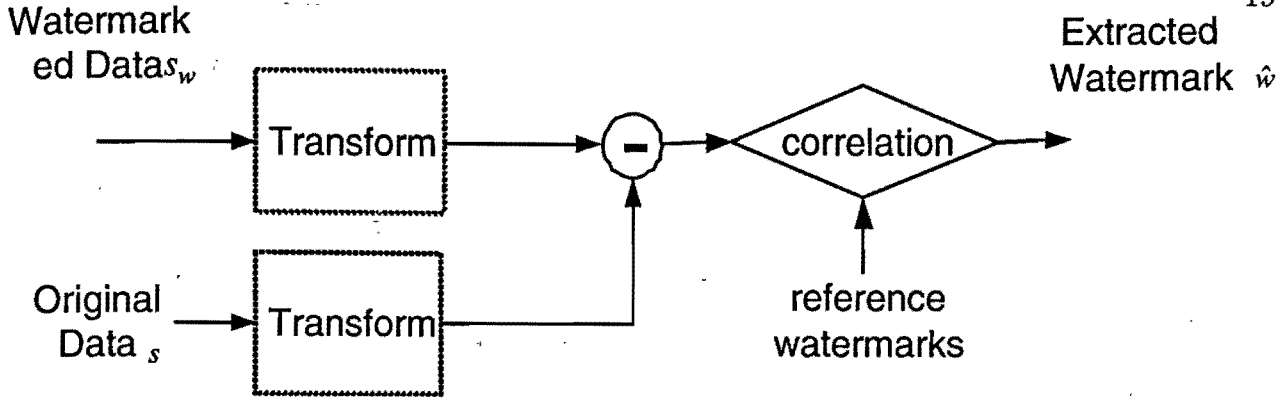 Watermark
ed Data s_w
Extracted
Watermark ŵ
Transform
-
correlation
Original
Data s
Transform
reference
watermarks